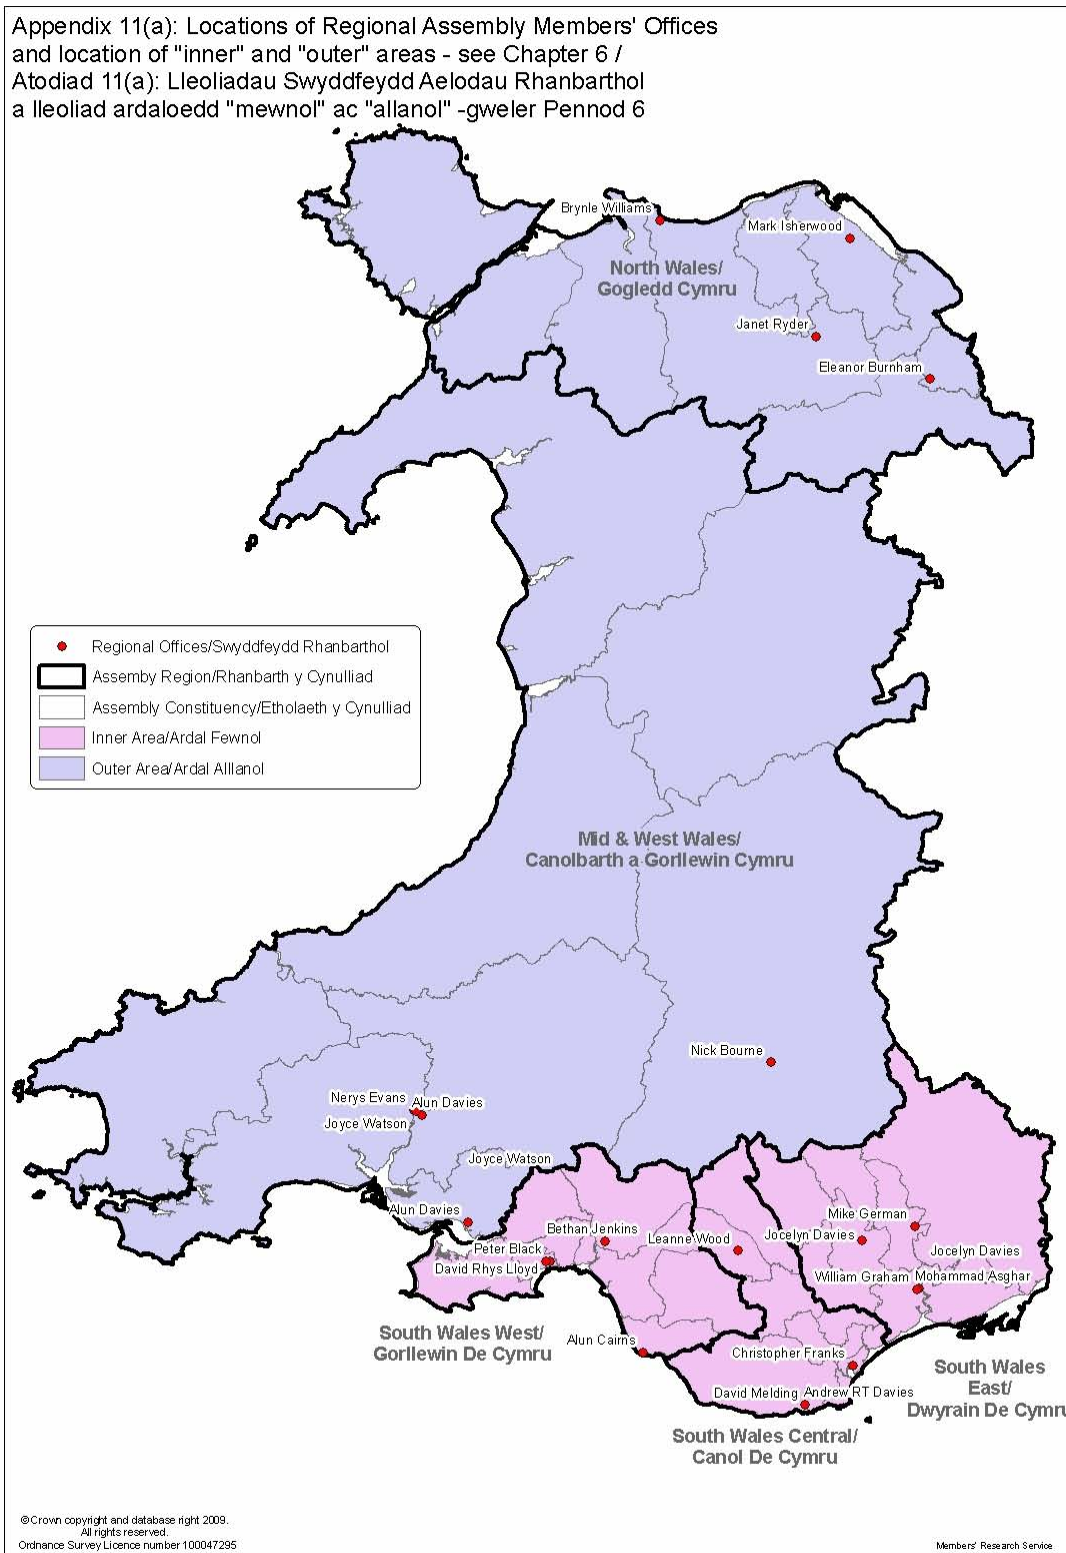 Appendix 11(a): Locations of Regional Assembly Members' Offices
and location of "inner" and "outer" areas - see Chapter 6 /
Atodiad 11(a): Lleoliadau Swyddfeydd Aelodau Rhanbarthol
a lleoliad ardaloedd "mewnol" ac "allanol" -gweler Pennod 6
Brynle Williams
Mark Isherwood
North Wales/
Gogledd Cymru
Janet Ryder
Eleanor Burnham
Regional Offices/Swyddfeydd Rhanbarthol
Assemby Region/Rhanbarth y Cynulliad
Assembly Constituency/Etholaeth y Cynulliad
Inner Area/Ardal Fewnol
Outer Area/Ardal Alllanol
Mid & West Wales/
Canolbarth a Gorllewin Cymru
Nick Bourne
Nerys Evans
Alun Davies
Joyce Watson
Joyce Watson
Alun Davies
Mike German
Bethan Jenkins
Leanne Wood
Jocelyn Davies
Peter Black
Jocelyn Davies
David Rhys Lloyd
William Graham
Mohammad Asghar
South Wales West/
Gorllewin De Cymru
Alun Cairns
Christopher Franks
South Wales
East/
Dwyrain De Cymru
David Melding
Andrew RT Davies
South Wales Central/
Canol De Cymru
© Crown copyright and database right 2009.
All rights reserved.
Ordnance Survey Licence number 100047295
Members' Research Service